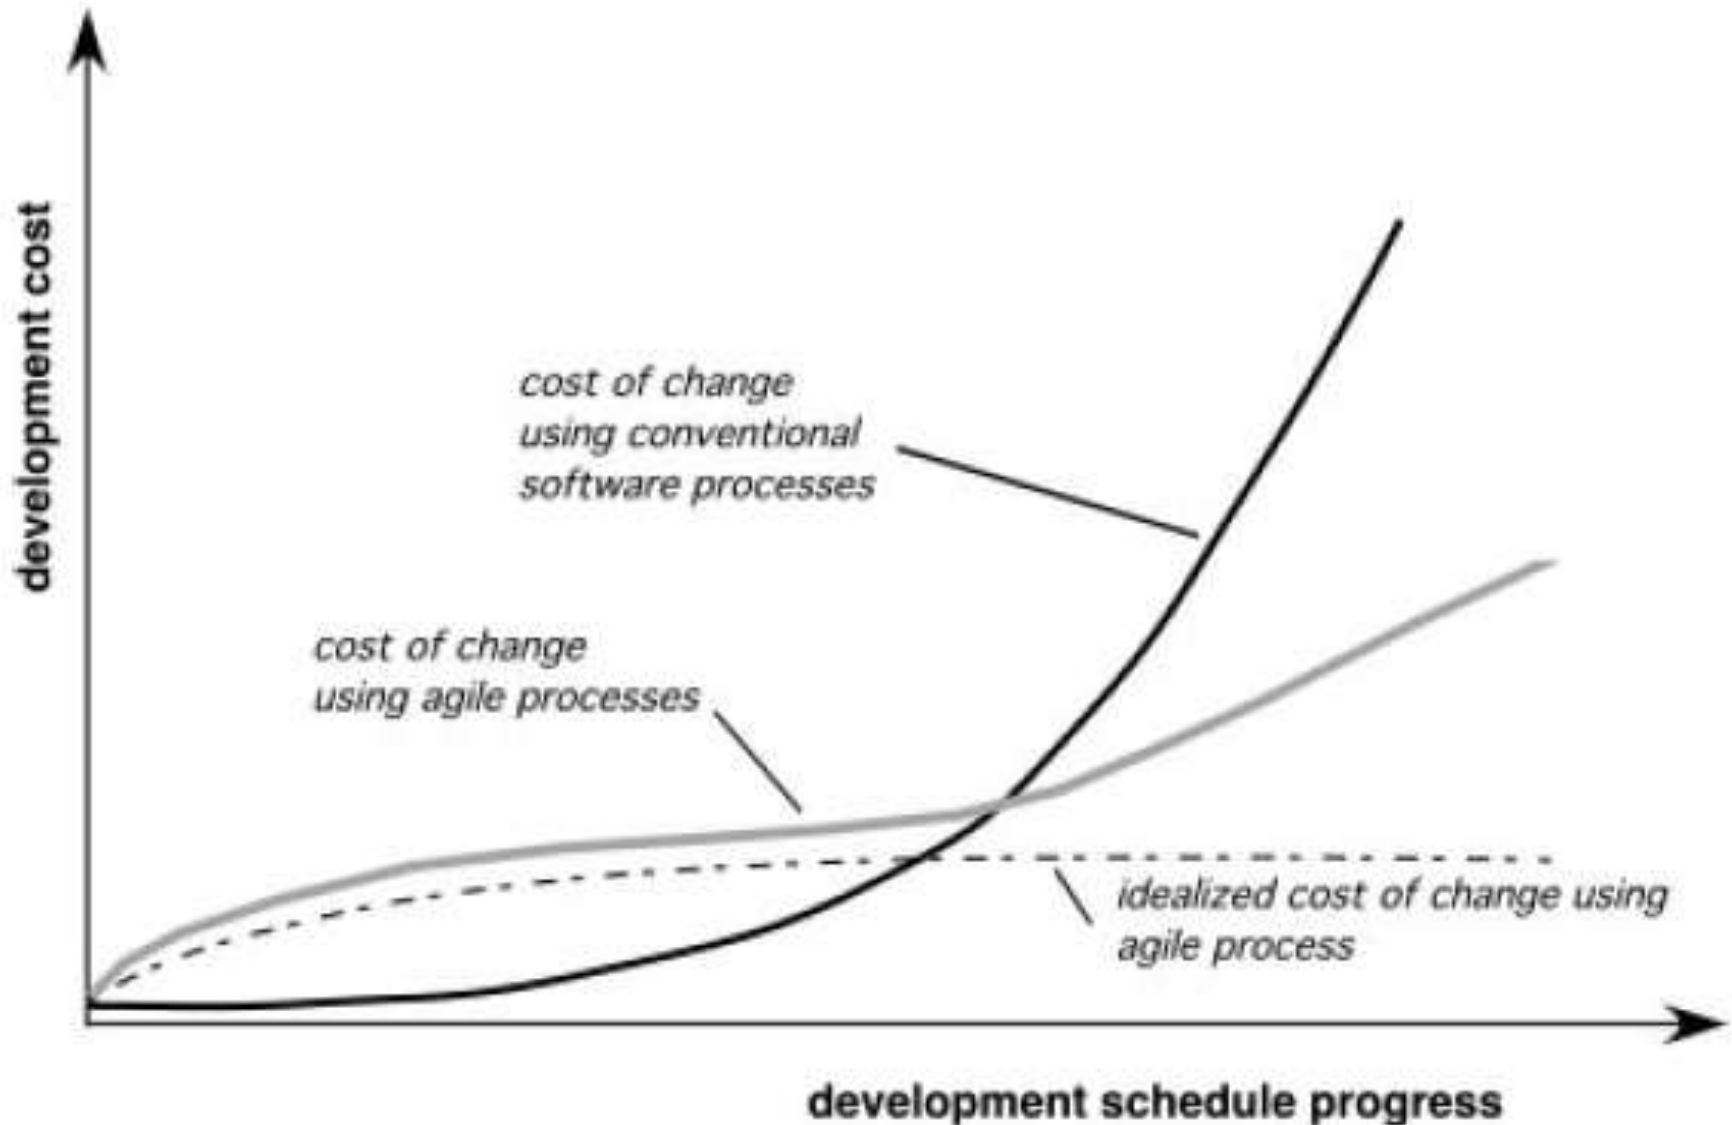 development cost
cost of change
using conventional
software processes
cost of change
using agile processes
idealized cost of change using
agile process
development schedule progress